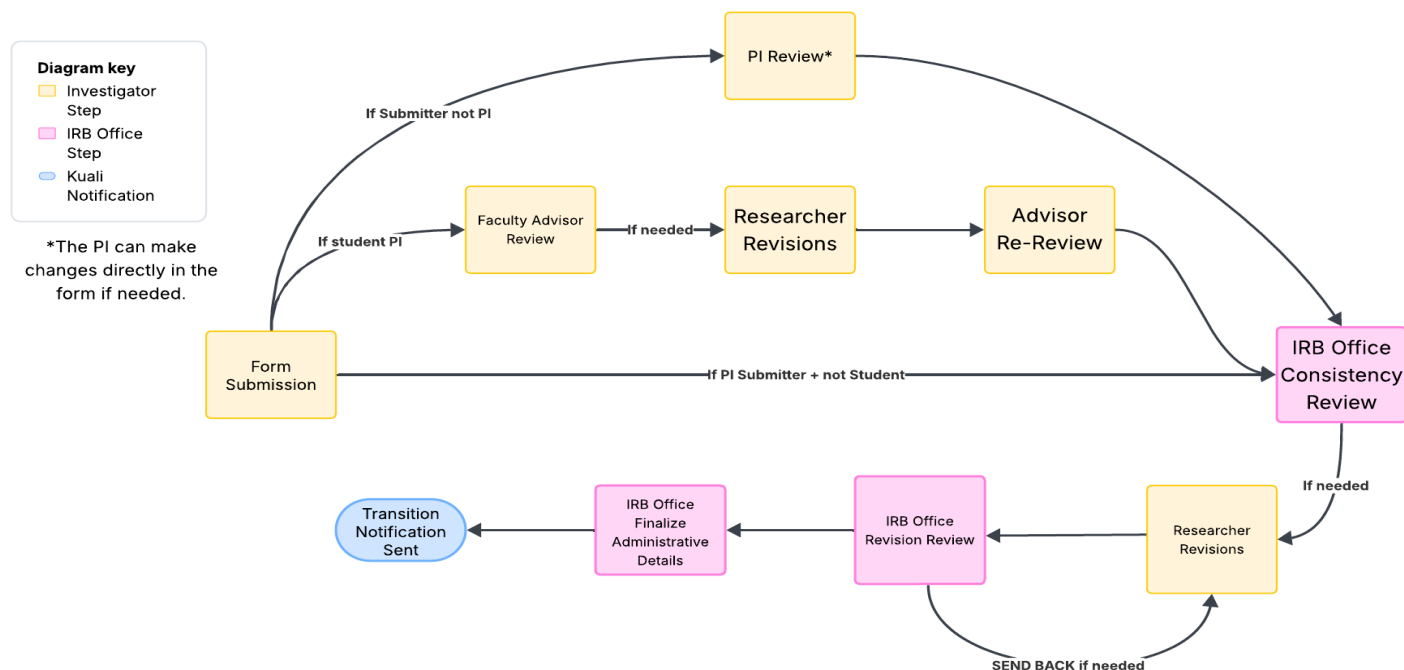 Diagram key
Investigator
Step
IRB Office
Step
Kuali
Notification
*The PI can make
changes directly in the
form if needed.
PI Review*
If Submitter not PI
Faculty Advisor
Review
If needed
Researcher
Revisions
Advisor
Re-Review
If student PI
Form
Submission
If PI Submitter + not Student
IRB Office
Consistency
Review
If needed
Researcher
Revisions
IRB Office
Revision Review
IRB Office
Finalize
Administrative
Details
Transition
Notification
Sent
SEND BACK if needed